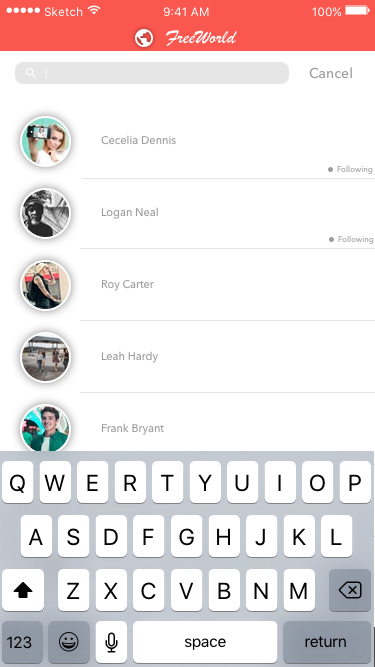 Sketch 9:41 AM 100%
FreeWorld
Cancel
Cecelia Dennis
Following
Logan Neal
Following
Roy Carter
Leah Hardy
Frank Bryant
Q W E R T Y U I O P
A S D F G H J K L
Z X C V B N M
123 space return